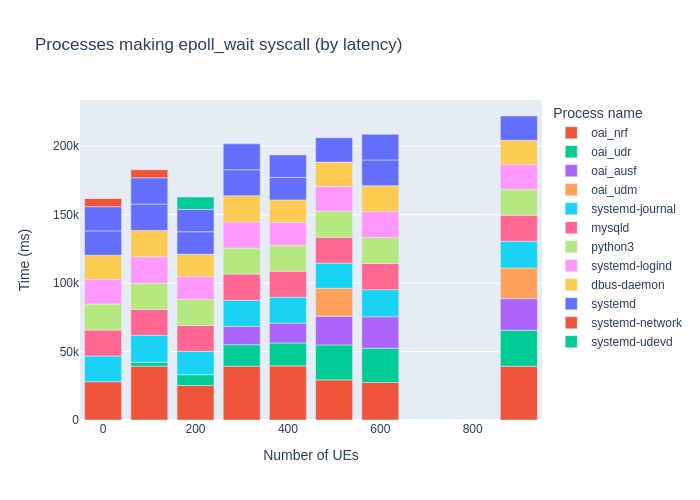 Processes making epoll_wait syscall (by latency)
Process name
oai_nrf
oai_udr
oai_ausf
oai_udm
systemd-journal
mysqld
python3
systemd-logind
dbus-daemon
systemd
systemd-network
systemd-udevd
Time (ms)
200k
150k
100k
50k
0
0
200
400
600
800
Number of UEs